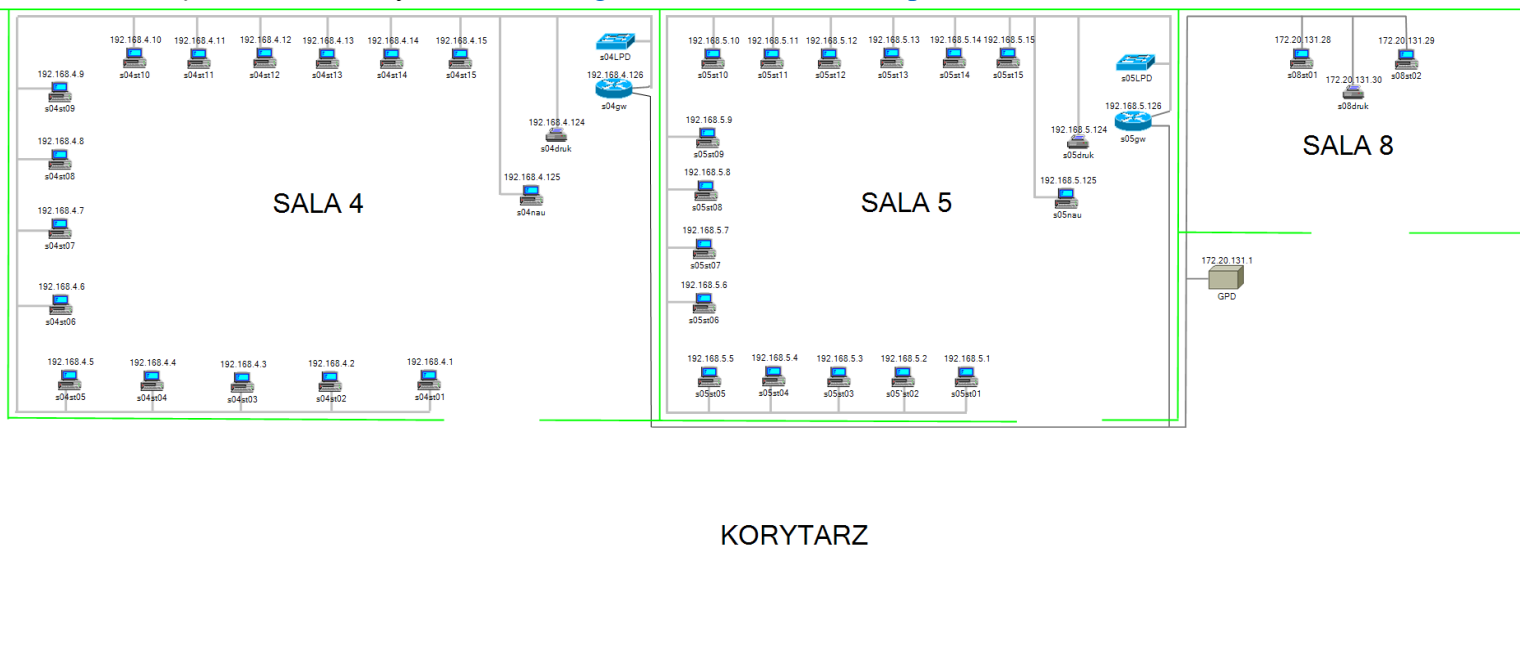 192.168.4.10 192.168.4.11 192.168.4.12 192.168.4.13 192.168.4.14 192.168.4.15
s04st10 s04st11 s04st12 s04st13 s04st14 s04st15
s04LPD
192.168.4.126
s04gw
192.168.4.9
s04st09
192.168.4.124
s04druk
192.168.4.8
s04st08
192.168.4.125
s04nau
SALA 4
192.168.4.7
s04st07
192.168.4.6
s04st06
192.168.4.5 192.168.4.4 192.168.4.3 192.168.4.2 192.168.4.1
s04st05 s04st04 s04st03 s04st02 s04st01
192.168.5.10 192.168.5.11 192.168.5.12 192.168.5.13 192.168.5.14 192.168.5.15
s05st10 s05st11 s05st12 s05st13 s05st14 s05st15
s05LPD
192.168.5.126
s05gw
192.168.5.9
s05st09
192.168.5.124
s05druk
192.168.5.8
s05st08
192.168.5.125
s05nau
SALA 5
192.168.5.7
s05st07
192.168.5.6
s05st06
192.168.5.5 192.168.5.4 192.168.5.3 192.168.5.2 192.168.5.1
s05st05 s05st04 s05st03 s05'st02 s05st01
172.20.131.28 172.20.131.29
s08st01 s08st02
172.20.131.30
s08druk
SALA 8
172.20.131.1
GPD
KORYTARZ